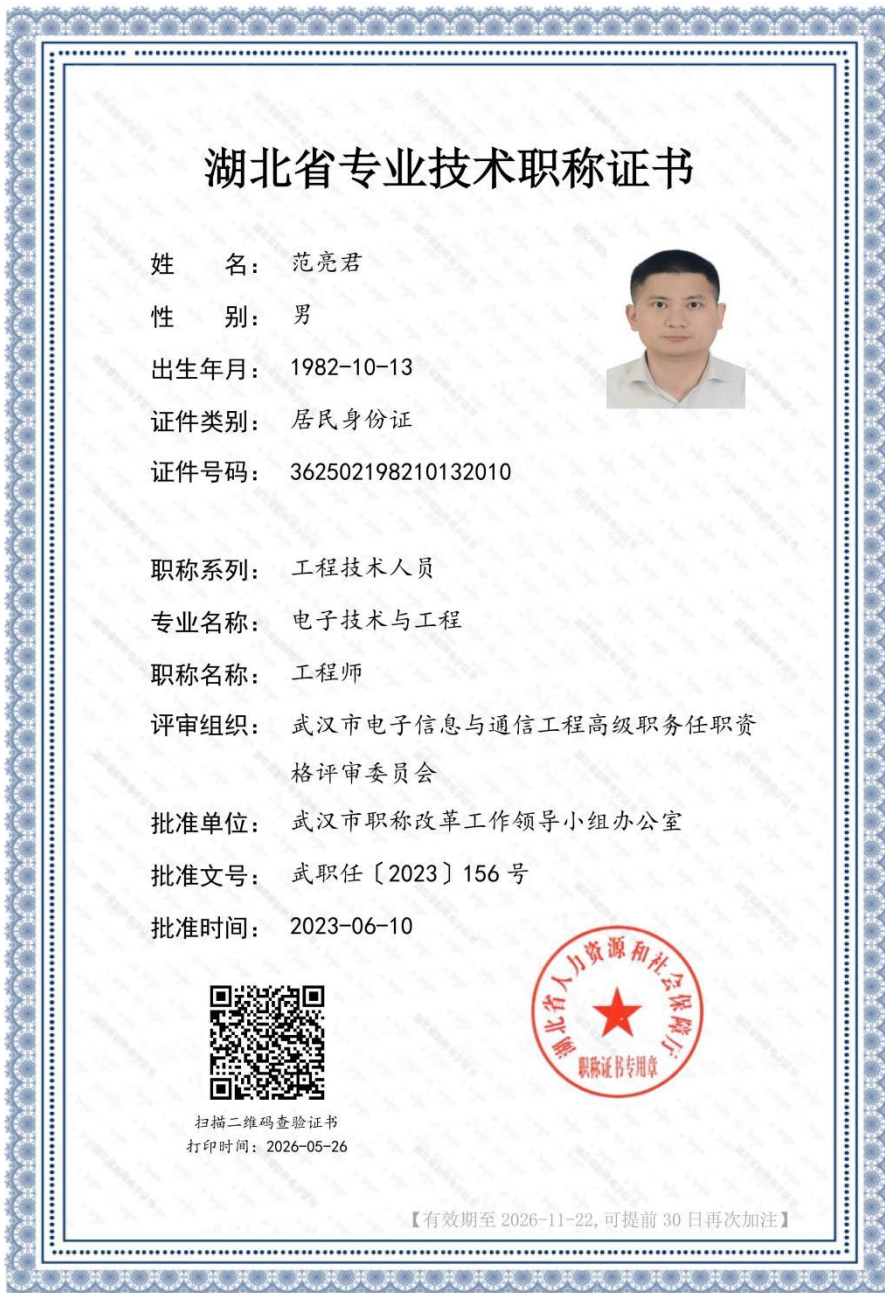 湖北省专业技术职称证书
姓 名： 范亮君
性 别： 男
出生年月： 1982-10-13
证件类别： 居民身份证
证件号码： 362502198210132010
职称系列： 工程技术人员
专业名称： 电子技术与工程
职称名称： 工程师
评审组织： 武汉市电子信息与通信工程高级职务任职资
格评审委员会
批准单位： 武汉市职称改革工作领导小组办公室
批准文号： 武职任〔2023〕156 号
批准时间： 2023-06-10
湖北省人力资源和社会保障厅
职称证书专用章
扫描二维码查验证书
打印时间：2026-05-26
【有效期至 2026-11-22,可提前 30 日再次加注】